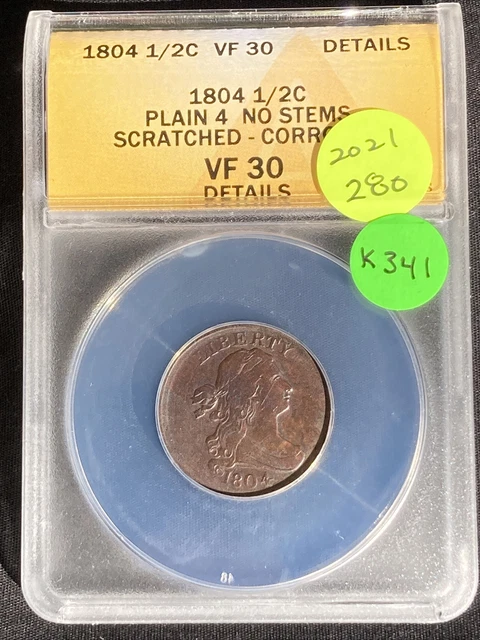 1804 1/2C VF 30 DETAILS
1804 1/2C
PLAIN 4 NO STEMS
SCRATCHED - CORRO
VF 30
DETAILS
2021
280
K341
LIBERTY
1804